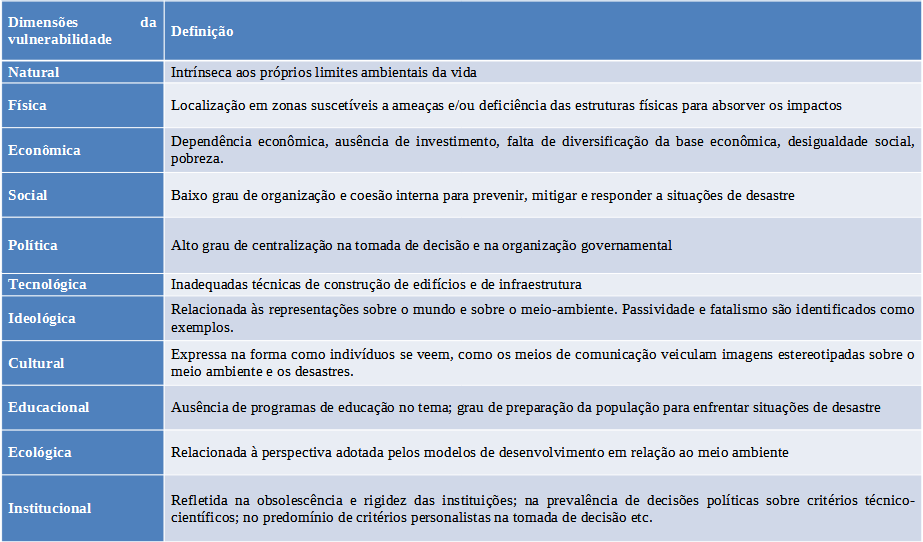 Dimensões da
vulnerabilidade
Definição
Natural
Intrínseca aos próprios limites ambientais da vida
Física
Localização em zonas suscetíveis a ameaças e/ou deficiência das estruturas físicas para absorver os impactos
Econômica
Dependência econômica, ausência de investimento, falta de diversificação da base econômica, desigualdade social,
pobreza.
Social
Baixo grau de organização e coesão interna para prevenir, mitigar e responder a situações de desastre
Política
Alto grau de centralização na tomada de decisão e na organização governamental
Tecnológica
Inadequadas técnicas de construção de edifícios e de infraestrutura
Ideológica
Relacionada às representações sobre o mundo e sobre o meio-ambiente. Passividade e fatalismo são identificados como
exemplos.
Cultural
Expressa na forma como indivíduos se veem, como os meios de comunicação veiculam imagens estereotipadas sobre o
meio ambiente e os desastres.
Educacional
Ausência de programas de educação no tema; grau de preparação da população para enfrentar situações de desastre
Ecológica
Relacionada à perspectiva adotada pelos modelos de desenvolvimento em relação ao meio ambiente
Institucional
Refletida na obsolescência e rigidez das instituições; na prevalência de decisões políticas sobre critérios técnico-
científicos; no predomínio de critérios personalistas na tomada de decisão etc.